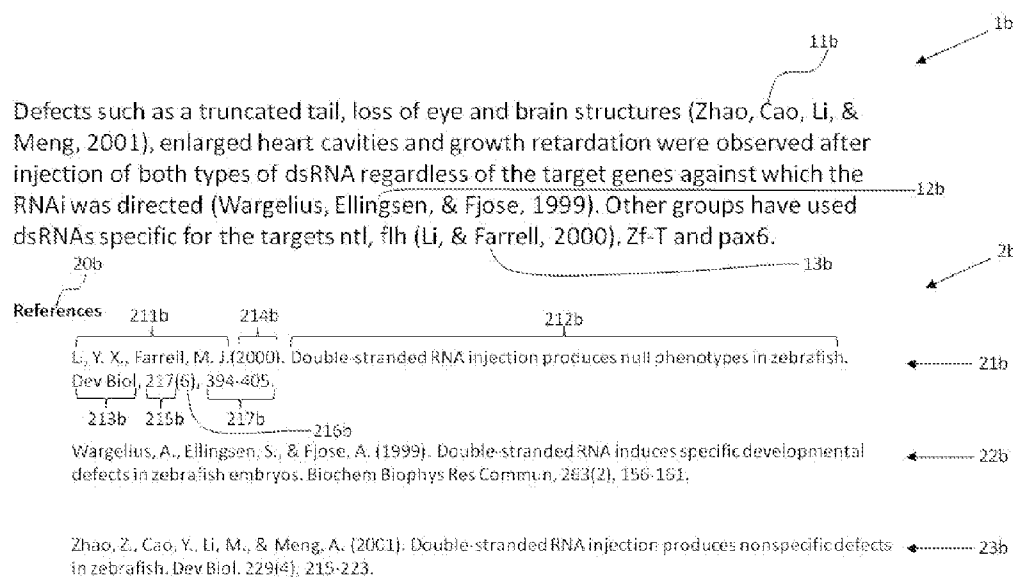 1b
11b
Defects such as a truncated tail, loss of eye and brain structures (Zhao, Cao, Li, &
Meng, 2001), enlarged heart cavities and growth retardation were observed after
injection of both types of dsRNA regardless of the target genes against which the
RNAi was directed (Wargelius, Ellingsen, & Fjose, 1999). Other groups have used
12b
dsRNAs specific for the targets ntl, flh (Li, & Farrell, 2000), Zf-T and pax6.
13b
2b
20b
References
211b 214b 212b
Li, Y. X., Farrell, M. J.(2000). Double-stranded RNA injection produces null phenotypes in zebrafish.
21b
Dev Biol, 217(6), 394-405.
213b 215b 217b
216b
Wargelius, A., Ellingsen, S., & Fjose, A. (1999). Double-stranded RNA induces specific developmental
22b
defects in zebrafish embryos. Biochem Biophys Res Commun, 263(2), 156-161.
Zhao, Z., Cao, Y., Li, M., & Meng, A. (2001). Double-stranded RNA injection produces nonspecific defects
23b
in zebrafish. Dev Biol. 229(4), 215-223.